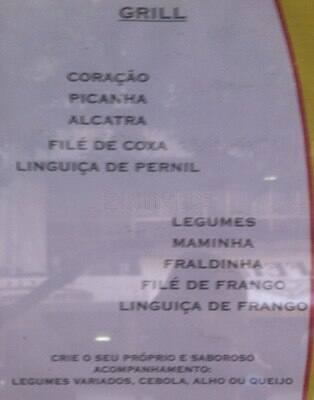 GRILL
CORAÇÃO
PICANHA
ALCATRA
FILÉ DE COXA
LINGUIÇA DE PERNIL
LEGUMES
MAMINHA
FRALDINHA
FILÉ DE FRANGO
LINGUIÇA DE FRANGO
CRIE O SEU PRÓPRIO E SABOROSO
ACOMPANHAMENTO:
LEGUMES VARIADOS, CEBOLA, ALHO OU QUEIJO